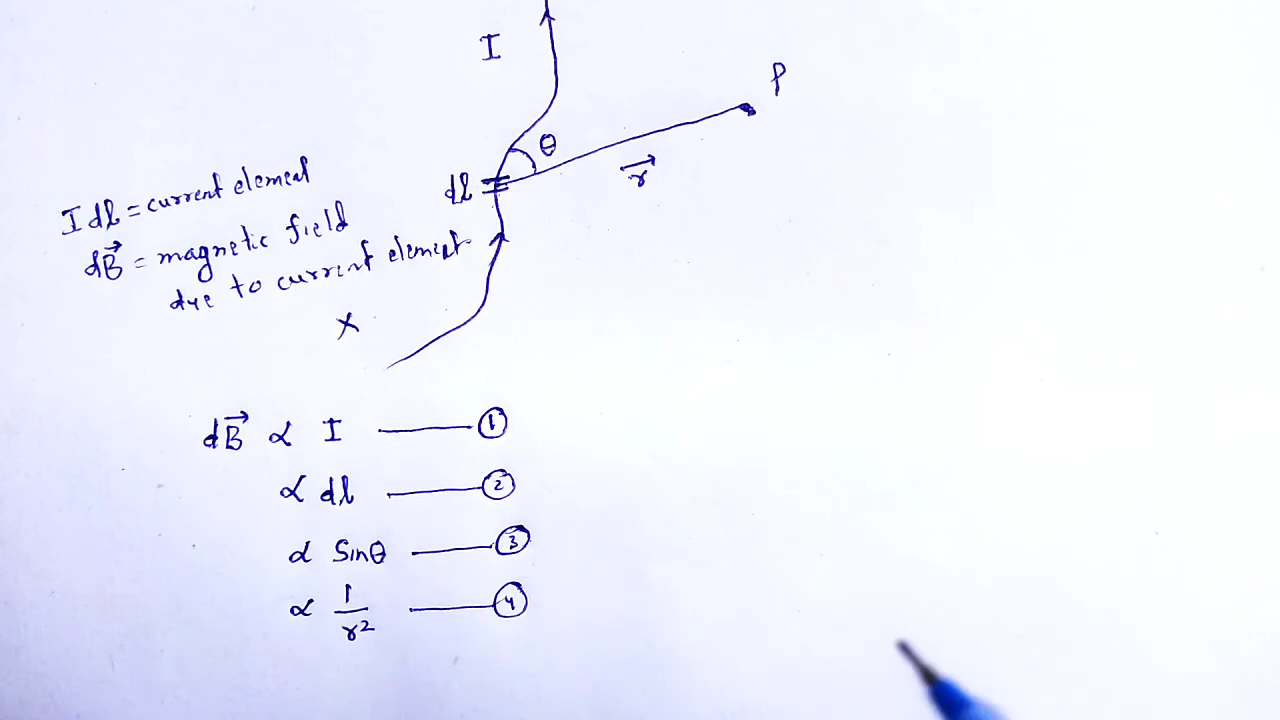 I
P
θ
r⃗
dl
I dl = current element
dB⃗ = magnetic field
due to current element
X
dB⃗ ∝ I ——— ①
∝ dl ——— ②
∝ Sinθ ——— ③
∝ 1/r² ——— ④